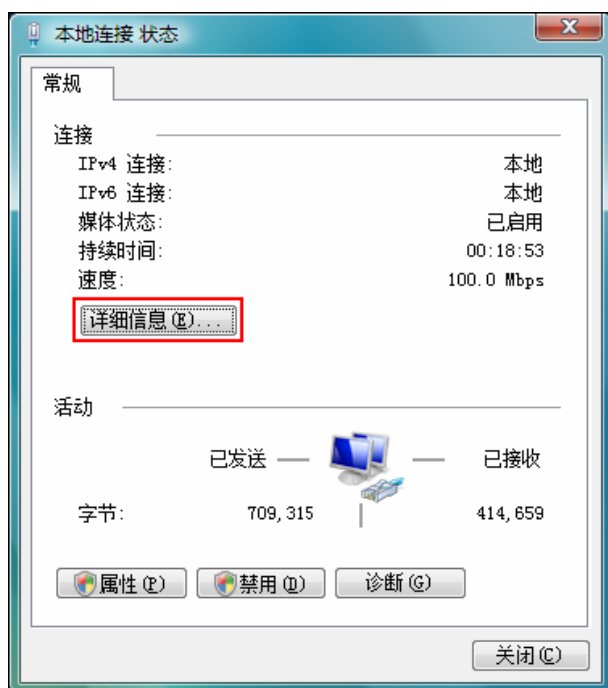 本地连接 状态
常规
连接
IPv4 连接: 本地
IPv6 连接: 本地
媒体状态: 已启用
持续时间: 00:18:53
速度: 100.0 Mbps
详细信息(E)...
活动
已发送 已接收
字节: 709,315 414,659
属性(P) 禁用(D) 诊断(G)
关闭(C)